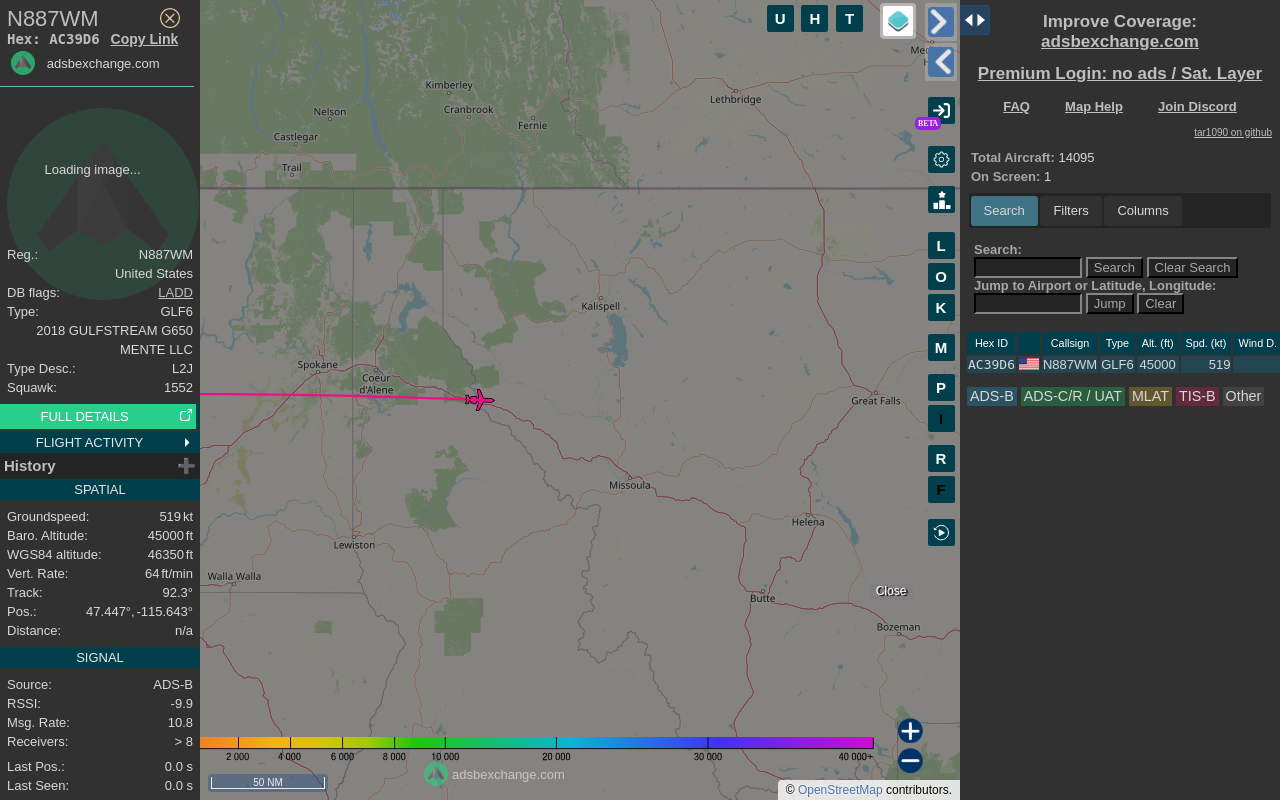 N887WM
Hex: AC39D6 Copy Link
adsbexchange.com
Loading image...
Reg.: N887WM
United States
DB flags: LADD
Type: GLF6
2018 GULFSTREAM G650
MENTE LLC
Type Desc.: L2J
Squawk: 1552
FULL DETAILS
FLIGHT ACTIVITY
History
SPATIAL
Groundspeed: 519 kt
Baro. Altitude: 45000 ft
WGS84 altitude: 46350 ft
Vert. Rate: 64 ft/min
Track: 92.3°
Pos.: 47.447°, -115.643°
Distance: n/a
SIGNAL
Source: ADS-B
RSSI: -9.9
Msg. Rate: 10.8
Receivers: > 8
Last Pos.: 0.0 s
Last Seen: 0.0 s
U H T
Kimberley
Nelson
Cranbrook
Lethbridge
Castlegar
Fernie
Trail
BETA
L
O
K
M
P
I
R
F
Kalispell
Spokane
Coeur
d'Alene
Great Falls
Missoula
Helena
Lewiston
Walla Walla
Butte
Close
Bozeman
2 000 4 000 6 000 8 000 10 000 20 000 30 000 40 000+
adsbexchange.com
50 NM
© OpenStreetMap contributors.
Improve Coverage:
adsbexchange.com
Premium Login: no ads / Sat. Layer
FAQ Map Help Join Discord
tar1090 on github
Total Aircraft: 14095
On Screen: 1
Search Filters Columns
Search:
Search Clear Search
Jump to Airport or Latitude, Longitude:
Jump Clear
Hex ID Callsign Type Alt. (ft) Spd. (kt) Wind D.
AC39D6 N887WM GLF6 45000 519
ADS-B ADS-C/R / UAT MLAT TIS-B Other